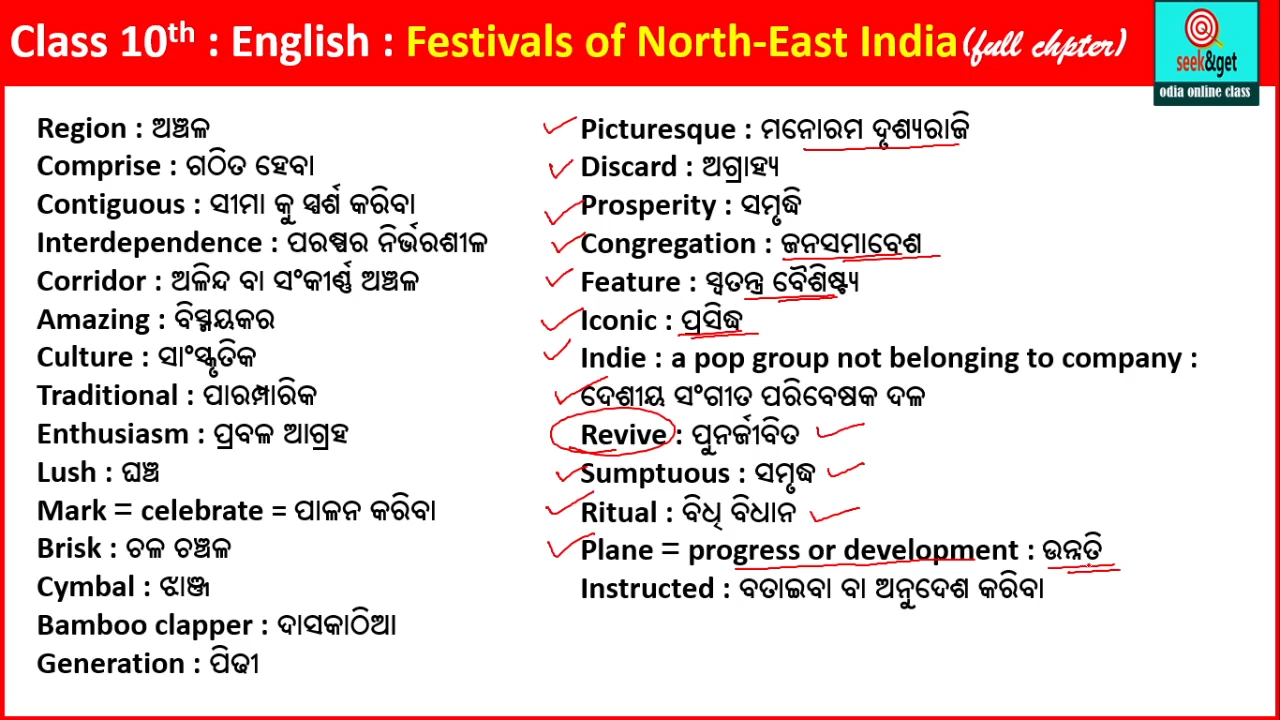 Class 10th : English : Festivals of North-East India (full chpter)
seek&get
odia online class
Region : ଅଞ୍ଚଳ
Comprise : ଗଠିତ ହେବା
Contiguous : ସୀମା କୁ ସ୍ପର୍ଶ କରିବା
Interdependence : ପରଷ୍ପର ନିର୍ଭରଶୀଳ
Corridor : ଅଳିନ୍ଦ ବା ସଂକୀର୍ଣ୍ଣ ଅଞ୍ଚଳ
Amazing : ବିସ୍ମୟକର
Culture : ସାଂସ୍କୃତିକ
Traditional : ପାରମ୍ପାରିକ
Enthusiasm : ପ୍ରବଳ ଆଗ୍ରହ
Lush : ଘଞ୍ଚ
Mark = celebrate = ପାଳନ କରିବା
Brisk : ଚଳ ଚଞ୍ଚଳ
Cymbal : ଝାଞ୍ଜ
Bamboo clapper : ଦାସକାଠିଆ
Generation : ପିଢୀ
Picturesque : ମନୋରମ ଦୃଶ୍ୟରାଜି
Discard : ଅଗ୍ରାହ୍ୟ
Prosperity : ସମୃଦ୍ଧି
Congregation : ଜନସମାବେଶ
Feature : ସ୍ୱତନ୍ତ୍ର ବୈଶିଷ୍ଟ୍ୟ
Iconic : ପ୍ରସିଦ୍ଧ
Indie : a pop group not belonging to company :
ଦେଶୀୟ ସଂଗୀତ ପରିବେଷକ ଦଳ
Revive : ପୁନର୍ଜୀବିତ
Sumptuous : ସମୃଦ୍ଧ
Ritual : ବିଧି ବିଧାନ
Plane = progress or development : ଉନ୍ନତି
Instructed : ବତାଇବା ବା ଅନୁଦେଶ କରିବା